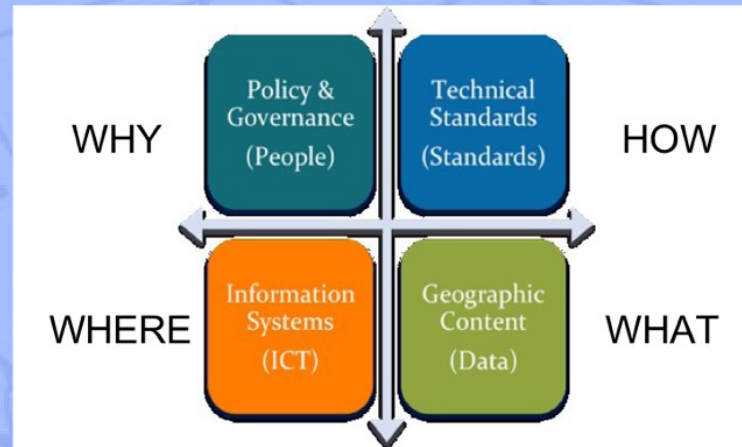 WHY
Policy &
Governance
(People)
Technical
Standards
(Standards)
HOW
WHERE
Information
Systems
(ICT)
Geographic
Content
(Data)
WHAT